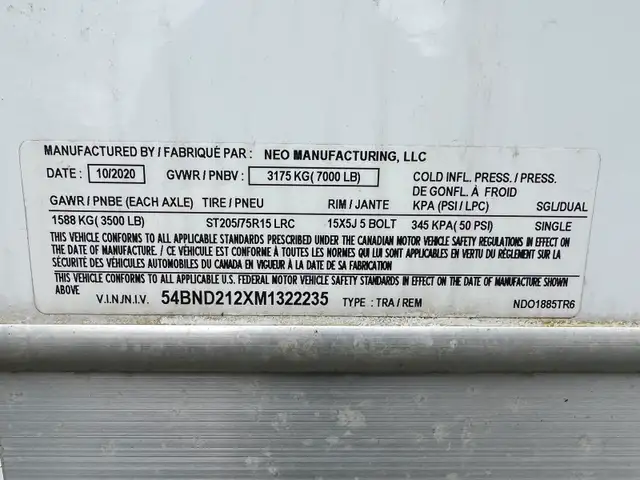 MANUFACTURED BY / FABRIQUÉ PAR : NEO MANUFACTURING, LLC
DATE : 10/2020 GVWR / PNBV : 3175 KG( 7000 LB) COLD INFL. PRESS. / PRESS. DE GONFL. À FROID
GAWR / PNBE (EACH AXLE) TIRE / PNEU RIM / JANTE KPA (PSI / LPC) SGL/DUAL
1588 KG( 3500 LB) ST205/75R15 LRC 15X5J 5 BOLT 345 KPA( 50 PSI) SINGLE
THIS VEHICLE CONFORMS TO ALL APPLICABLE STANDARDS PRESCRIBED UNDER THE CANADIAN MOTOR VEHICLE SAFETY REGULATIONS IN EFFECT ON
THE DATE OF MANUFACTURE. / CE VÉHICULE EST CONFORME À TOUTES LES NORMES QUI LUI SONT APPLICABLES EN VERTU DU RÈGLEMENT SUR LA
SÉCURITÉ DES VÉHICULES AUTOMOBILES DU CANADA EN VIGUEUR À LA DATE DE SA FABRICATION
THIS VEHICLE CONFORMS TO ALL APPLICABLE U.S. FEDERAL MOTOR VEHICLE SAFETY STANDARDS IN EFFECT ON THE DATE OF MANUFACTURE SHOWN
ABOVE
V.I.N./N.I.V. 54BND212XM1322235 TYPE : TRA / REM NDO1885TR6